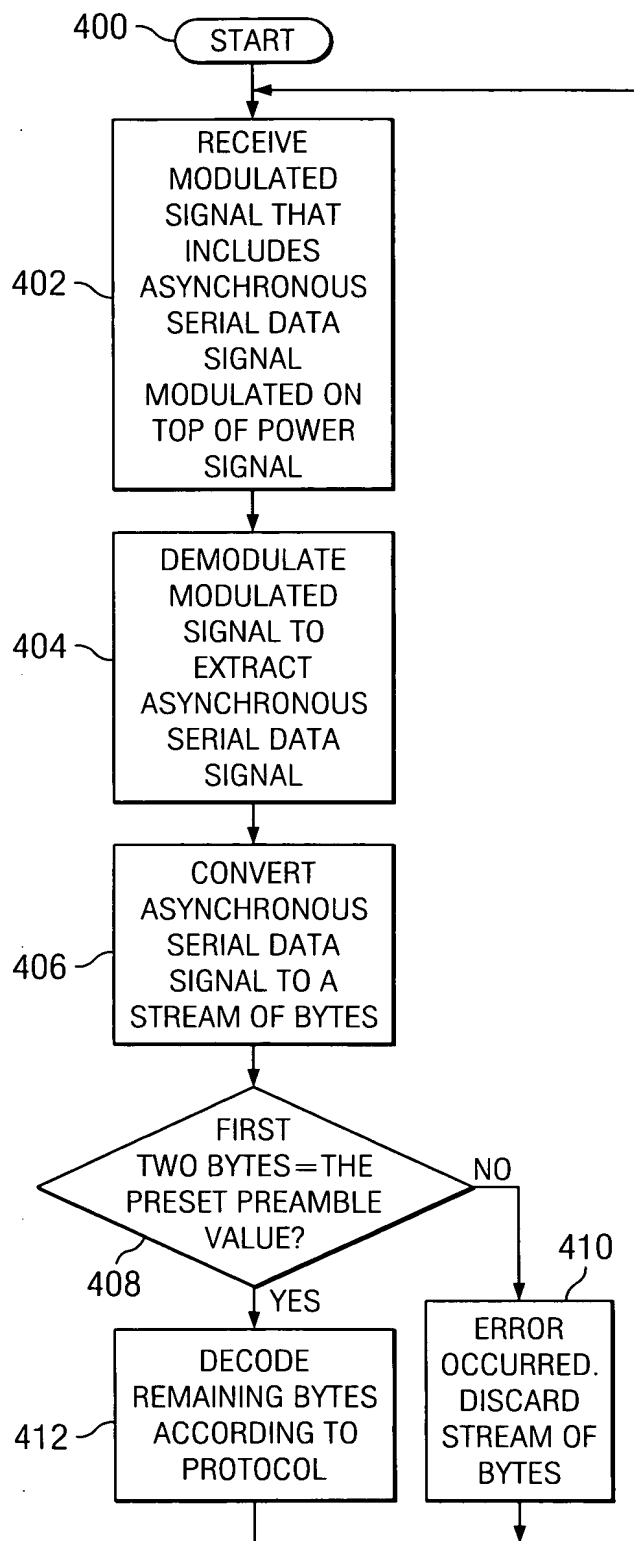 400
START
RECEIVE
MODULATED
SIGNAL THAT
INCLUDES
ASYNCHRONOUS
SERIAL DATA
SIGNAL
MODULATED ON
TOP OF POWER
SIGNAL
402
DEMODULATE
MODULATED
SIGNAL TO
EXTRACT
ASYNCHRONOUS
SERIAL DATA
SIGNAL
404
CONVERT
ASYNCHRONOUS
SERIAL DATA
SIGNAL TO A
STREAM OF BYTES
406
FIRST
TWO BYTES=THE
PRESET PREAMBLE
VALUE?
408
NO
YES
410
ERROR
OCCURRED.
DISCARD
STREAM OF
BYTES
DECODE
REMAINING BYTES
ACCORDING TO
PROTOCOL
412